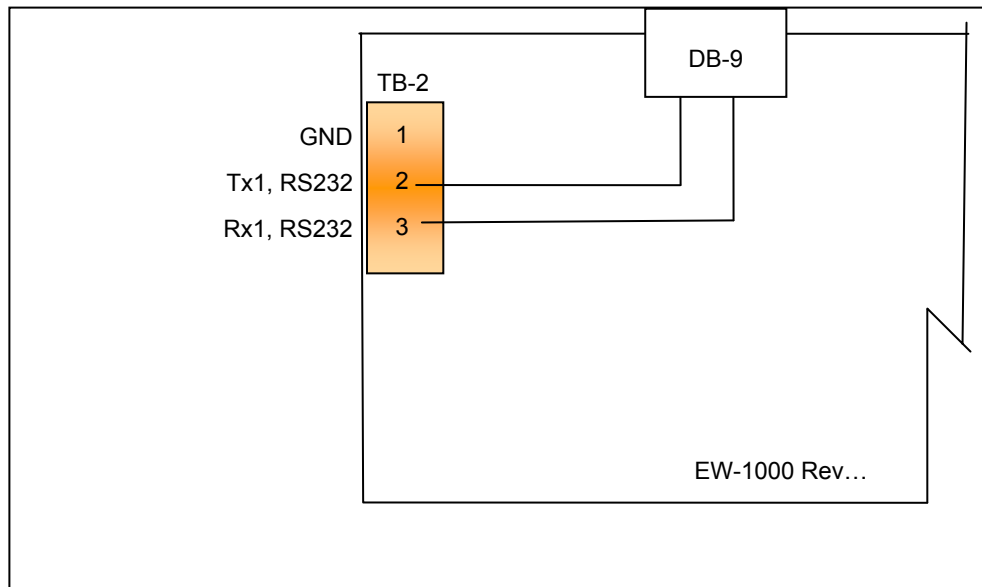 DB-9
TB-2
GND 1
Tx1, RS232 2
Rx1, RS232 3
EW-1000 Rev…